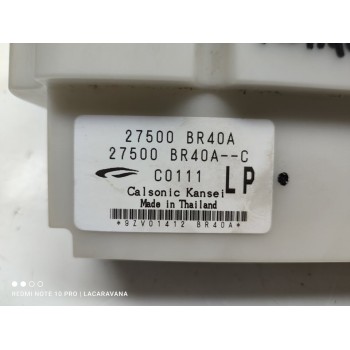 27500 BR40A
27500 BR40A--C
C0111 LP
Calsonic Kansei
Made in Thailand
*9ZV01412 BR40A*
REDMI NOTE 10 PRO | LACARAVANA